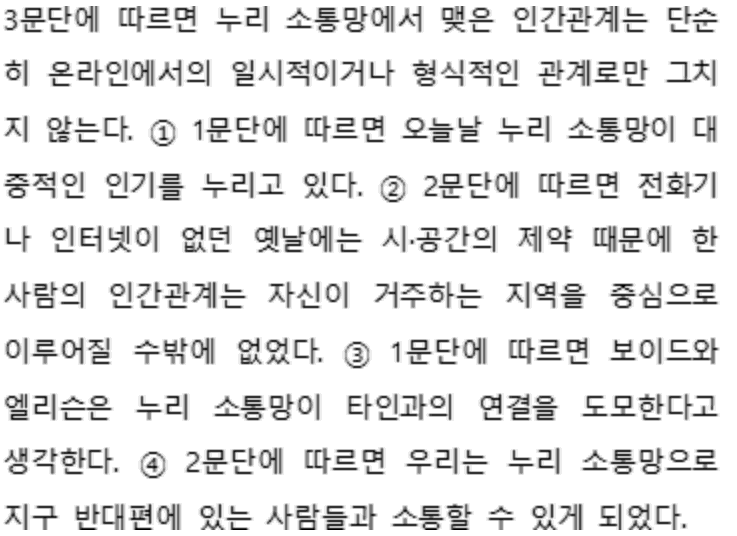 3문단에 따르면 누리 소통망에서 맺은 인간관계는 단순
히 온라인에서의 일시적이거나 형식적인 관계로만 그치
지 않는다. ① 1문단에 따르면 오늘날 누리 소통망이 대
중적인 인기를 누리고 있다. ② 2문단에 따르면 전화기
나 인터넷이 없던 옛날에는 시·공간의 제약 때문에 한
사람의 인간관계는 자신이 거주하는 지역을 중심으로
이루어질 수밖에 없었다. ③ 1문단에 따르면 보이드와
엘리슨은 누리 소통망이 타인과의 연결을 도모한다고
생각한다. ④ 2문단에 따르면 우리는 누리 소통망으로
지구 반대편에 있는 사람들과 소통할 수 있게 되었다.